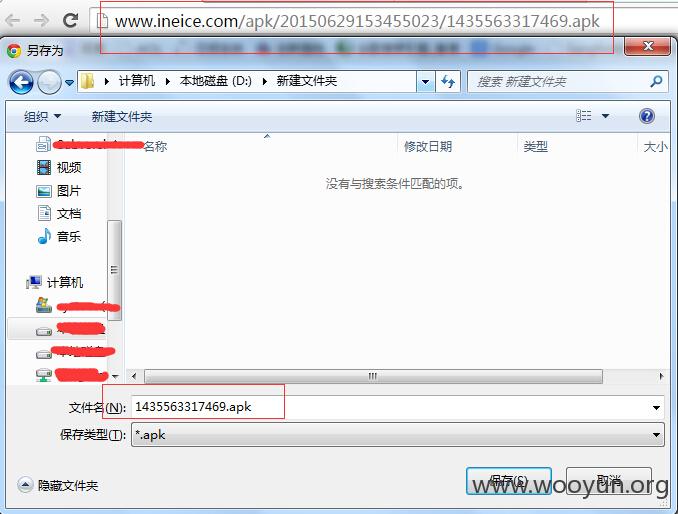 www.ineice.com/apk/20150629153455023/1435563317469.apk
另存为
计算机 本地磁盘 (D:) 新建文件夹
搜索 新建文件夹
组织 新建文件夹
名称 修改日期 类型 大小
没有与搜索条件匹配的项。
视频
图片
文档
音乐
计算机
文件名(N): 1435563317469.apk
保存类型(T): *.apk
隐藏文件夹 保存(S) 取消
www.wooyun.org